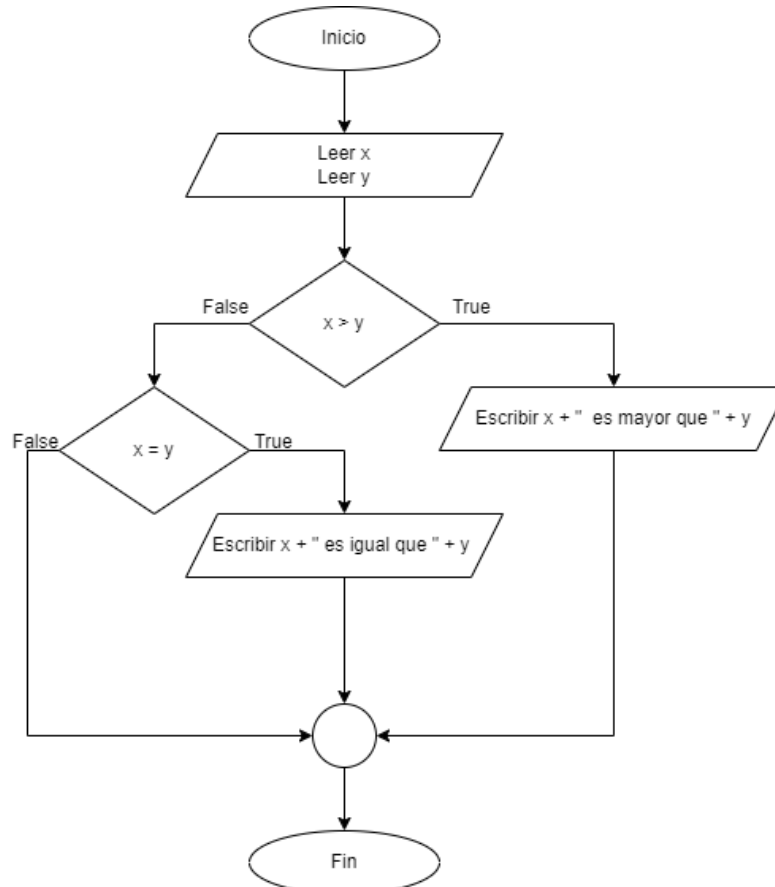 Inicio
Leer x
Leer y
False
True
x > y
Escribir x + "  es mayor que " + y
False
True
x = y
Escribir x + " es igual que " + y
Fin